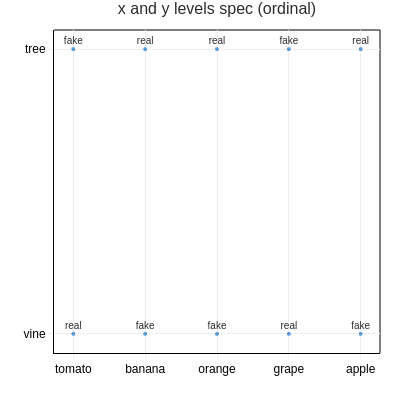 x and y levels spec (ordinal)
fake real real fake real
tree
real fake fake real fake
vine
tomato banana orange grape apple